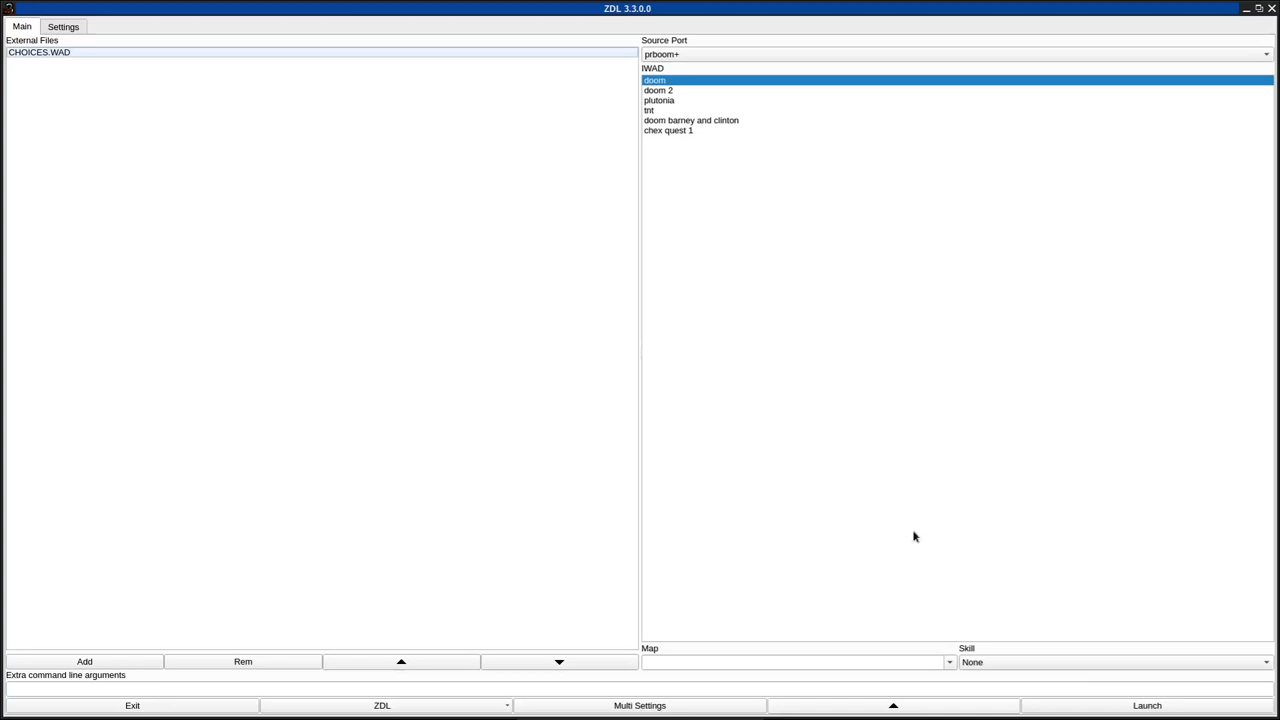 ZDL 3.3.0.0
Main Settings
External Files
CHOICES.WAD
Source Port
prboom+
IWAD
doom
doom 2
plutonia
tnt
doom barney and clinton
chex quest 1
Add Rem
Map Skill
None
Extra command line arguments
Exit ZDL Multi Settings Launch